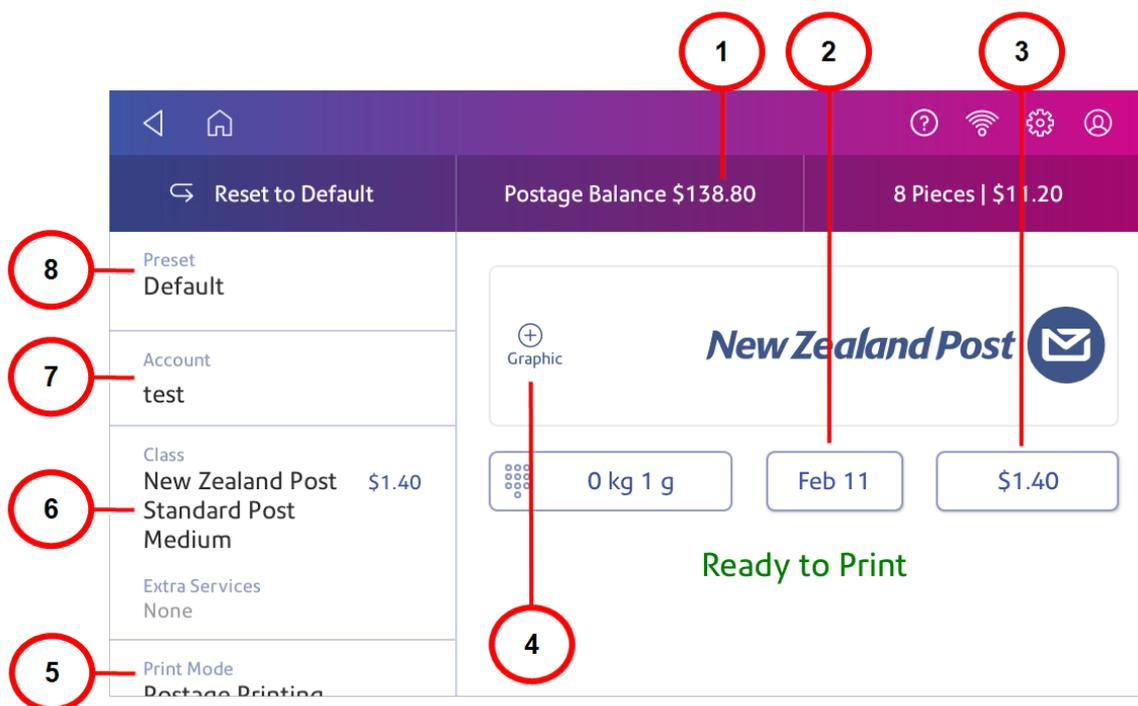 1
2
3
Reset to Default
Postage Balance $138.80
8 Pieces | $11.20
8
Preset
Default
7
Account
test
6
Class
New Zealand Post $1.40
Standard Post
Medium
Extra Services
None
5
Print Mode
Postage Printing
Graphic
New Zealand Post
0 kg 1 g
Feb 11
$1.40
Ready to Print
4